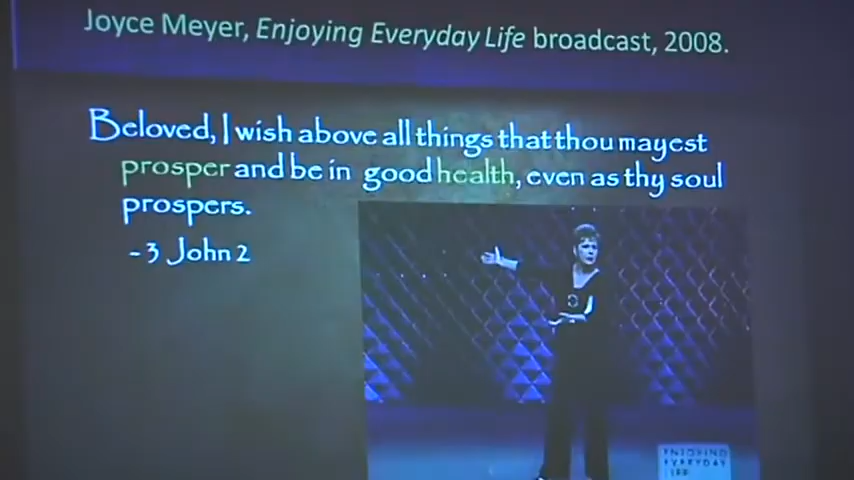 Joyce Meyer, Enjoying Everyday Life broadcast, 2008.
Beloved, I wish above all things that thou mayest
prosper and be in good health, even as thy soul
prospers.
- 3 John 2
ENJOYING
EVERYDAY
LIFE